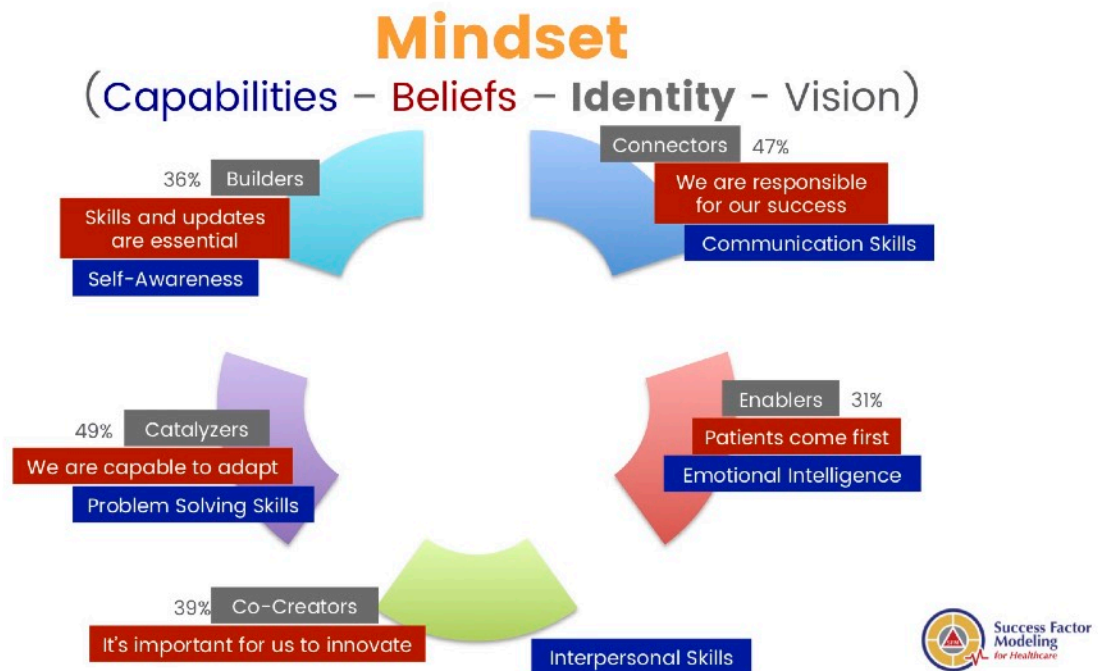 Mindset
(Capabilities – Beliefs – Identity - Vision)
Connectors 47%
We are responsible
for our success
Communication Skills
36% Builders
Skills and updates
are essential
Self-Awareness
Enablers 31%
Patients come first
Emotional Intelligence
49% Catalyzers
We are capable to adapt
Problem Solving Skills
39% Co-Creators
It's important for us to innovate
Interpersonal Skills
Success Factor
Modeling
for Healthcare